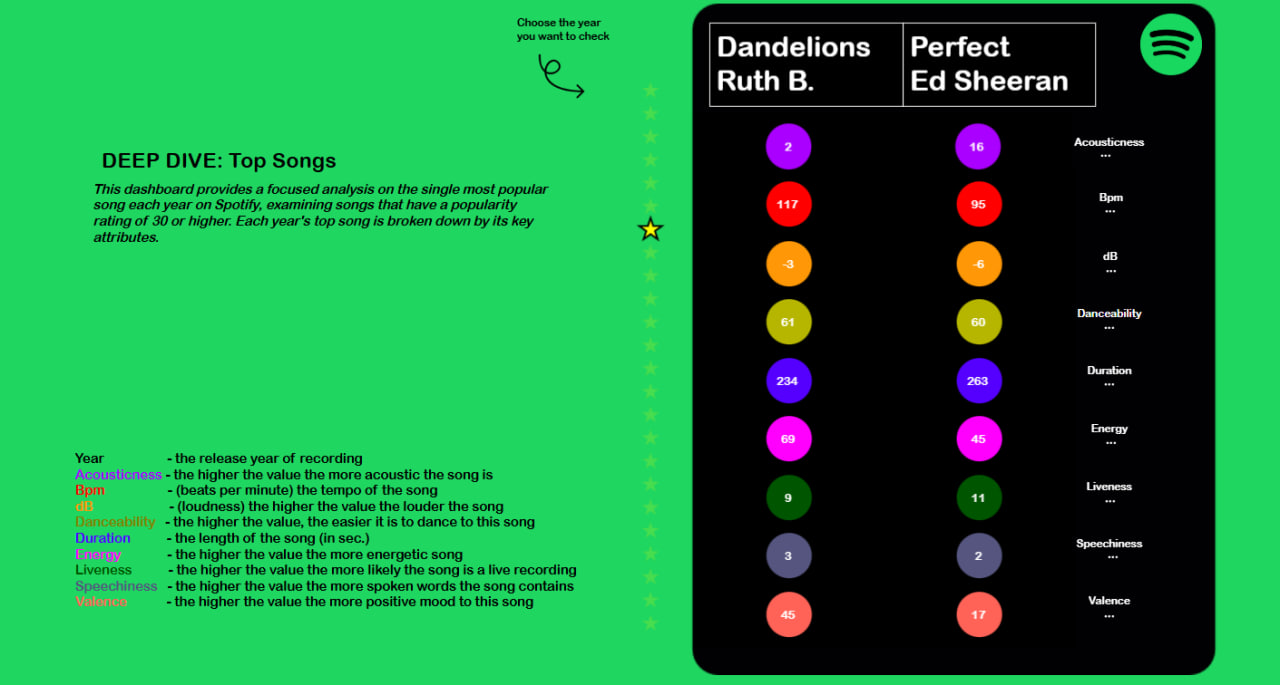 Choose the year
you want to check
DEEP DIVE: Top Songs
This dashboard provides a focused analysis on the single most popular
song each year on Spotify, examining songs that have a popularity
rating of 30 or higher. Each year's top song is broken down by its key
attributes.
Year - the release year of recording
Acousticness - the higher the value the more acoustic the song is
Bpm - (beats per minute) the tempo of the song
dB - (loudness) the higher the value the louder the song
Danceability - the higher the value, the easier it is to dance to this song
Duration - the length of the song (in sec.)
Energy - the higher the value the more energetic song
Liveness - the higher the value the more likely the song is a live recording
Speechiness - the higher the value the more spoken words the song contains
Valence - the higher the value the more positive mood to this song
Dandelions Perfect
Ruth B. Ed Sheeran
2 16 Acousticness
...
117 95 Bpm
...
-3 -6 dB
...
61 60 Danceability
...
234 263 Duration
...
69 45 Energy
...
9 11 Liveness
...
3 2 Speechiness
...
45 17 Valence
...